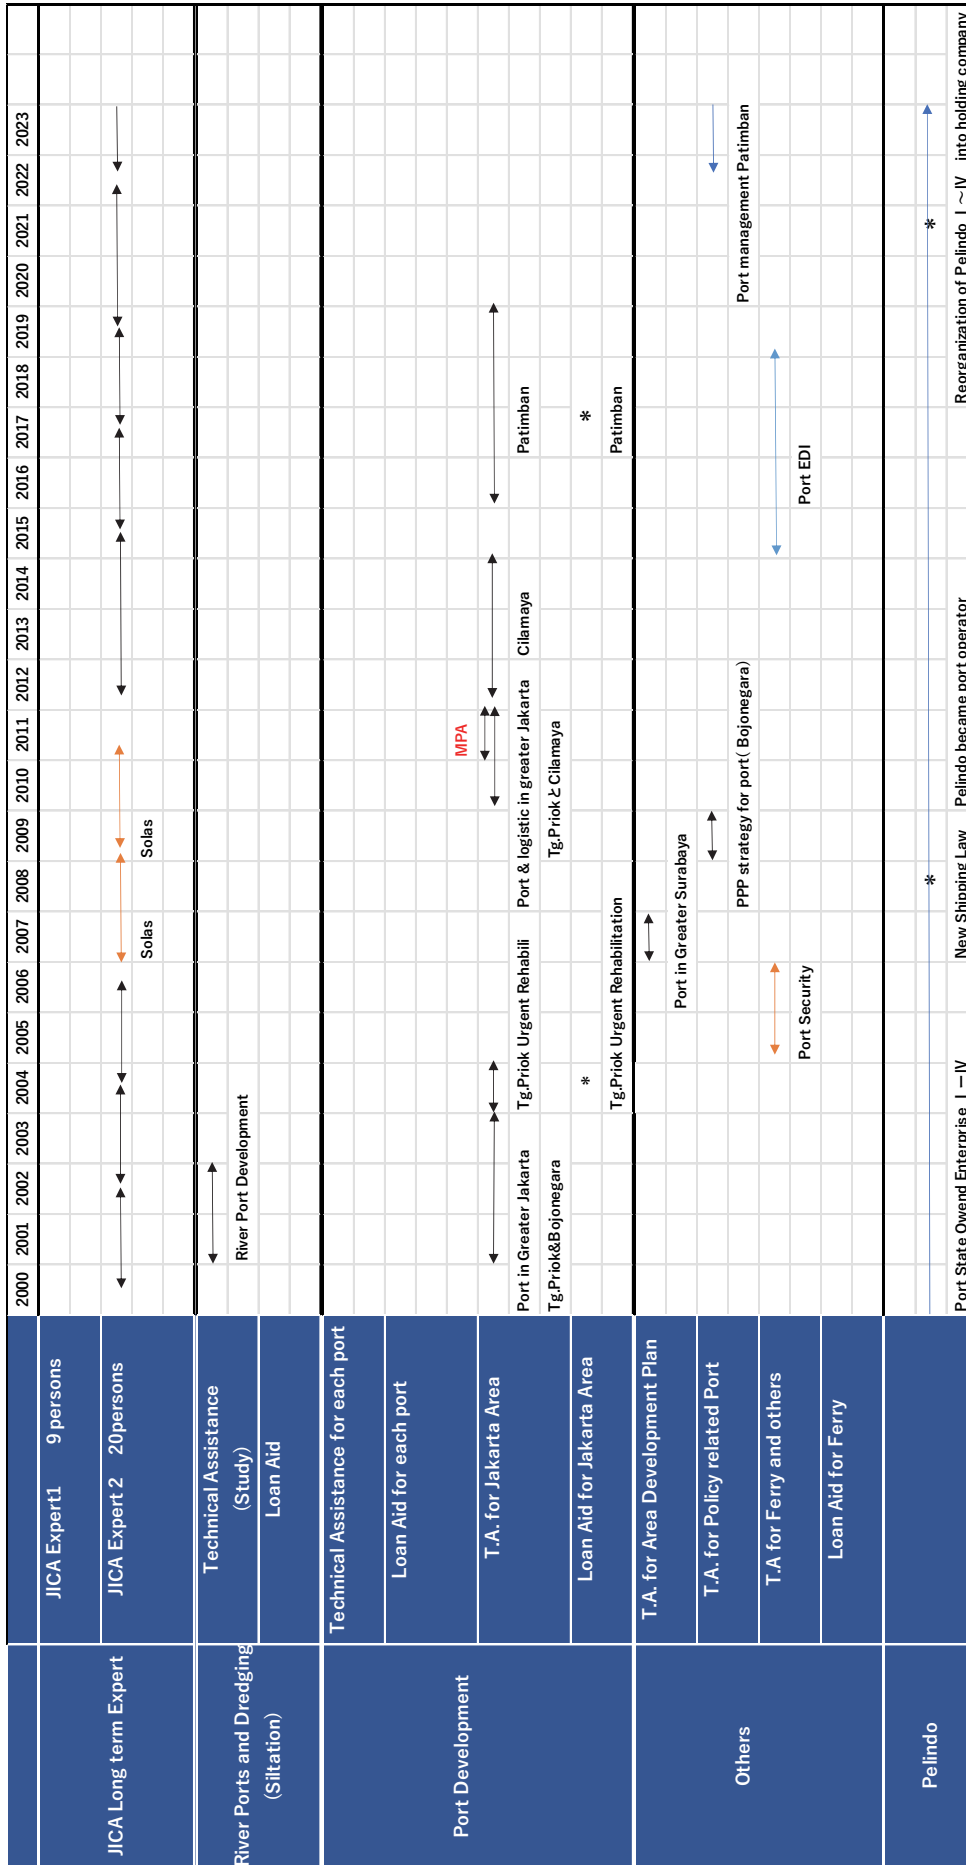 2000 2001 2002 2003 2004 2005 2006 2007 2008 2009 2010 2011 2012 2013 2014 2015 2016 2017 2018 2019 2020 2021 2022 2023
JICA Long term Expert
JICA Expert1 9 persons
JICA Expert 2 20persons
Solas
Solas
River Ports and Dredging
(Siltation)
Technical Assistance
(Study)
River Port Development
Loan Aid
Port Development
Technical Assistance for each port
Loan Aid for each port
T.A. for Jakarta Area
MPA
Port in Greater Jakarta
Tg.Priok&Bojonegara
Tg.Priok Urgent Rehabili
Port & logistic in greater Jakarta
Tg.Priok と Cilamaya
Cilamaya
Patimban
Loan Aid for Jakarta Area
*
Tg.Priok Urgent Rehabilitation
*
Patimban
Others
T.A. for Area Development Plan
Port in Greater Surabaya
T.A. for Policy related Port
PPP strategy for port( Bojonegara)
Port management Patimban
T.A for Ferry and others
Port Security
Port EDI
Loan Aid for Ferry
Pelindo
*
*
Port State Owend Enterprise Ⅰ－Ⅳ
New Shipping Law
Pelindo became port operator
Reorganization of Pelindo Ⅰ～Ⅳ into holding company